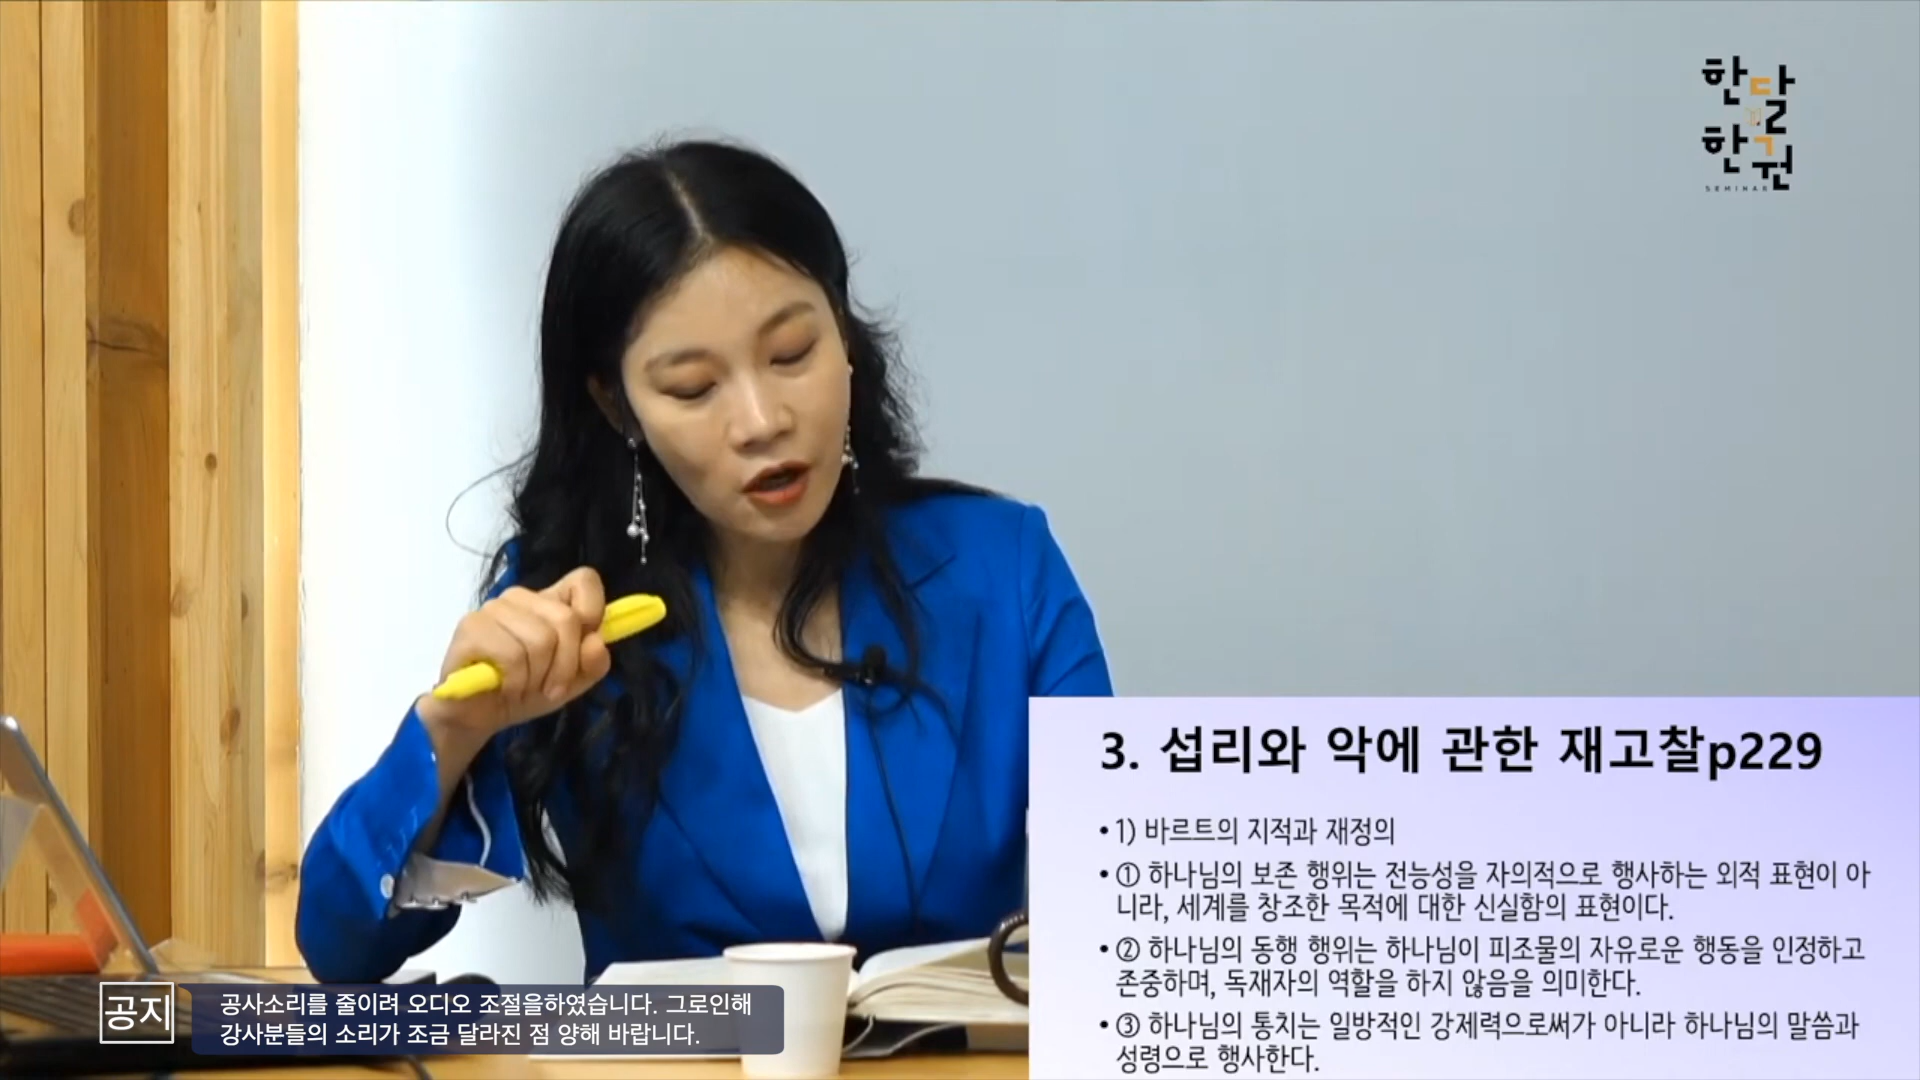 한달
한권
SEMINAR
3. 섭리와 악에 관한 재고찰p229
•1) 바르트의 지적과 재정의
•① 하나님의 보존 행위는 전능성을 자의적으로 행사하는 외적 표현이 아
니라, 세계를 창조한 목적에 대한 신실함의 표현이다.
•② 하나님의 동행 행위는 하나님이 피조물의 자유로운 행동을 인정하고
존중하며, 독재자의 역할을 하지 않음을 의미한다.
•③ 하나님의 통치는 일방적인 강제력으로써가 아니라 하나님의 말씀과
성령으로 행사한다.
공지
공사소리를 줄이려 오디오 조절을하였습니다. 그로인해
강사분들의 소리가 조금 달라진 점 양해 바랍니다.